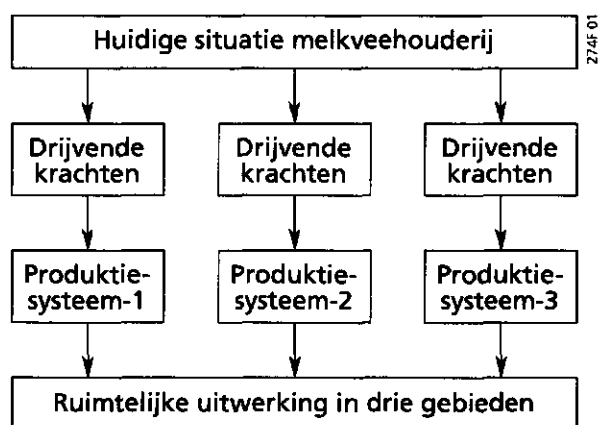 Huidige situatie melkveehouderij
274F 01
Drijvende
krachten
Drijvende
krachten
Drijvende
krachten
Produktie-
systeem-1
Produktie-
systeem-2
Produktie-
systeem-3
Ruimtelijke uitwerking in drie gebieden